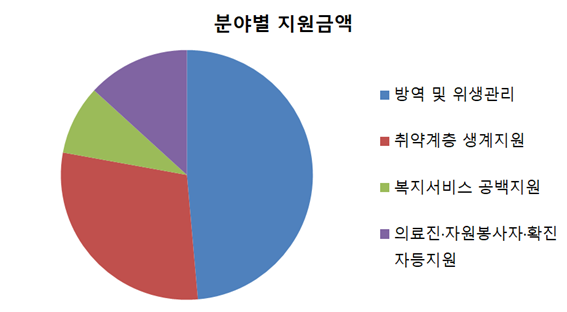 분야별 지원금액
방역 및 위생관리
취약계층 생계지원
복지서비스 공백지원
의료진·자원봉사자·확진
자등지원